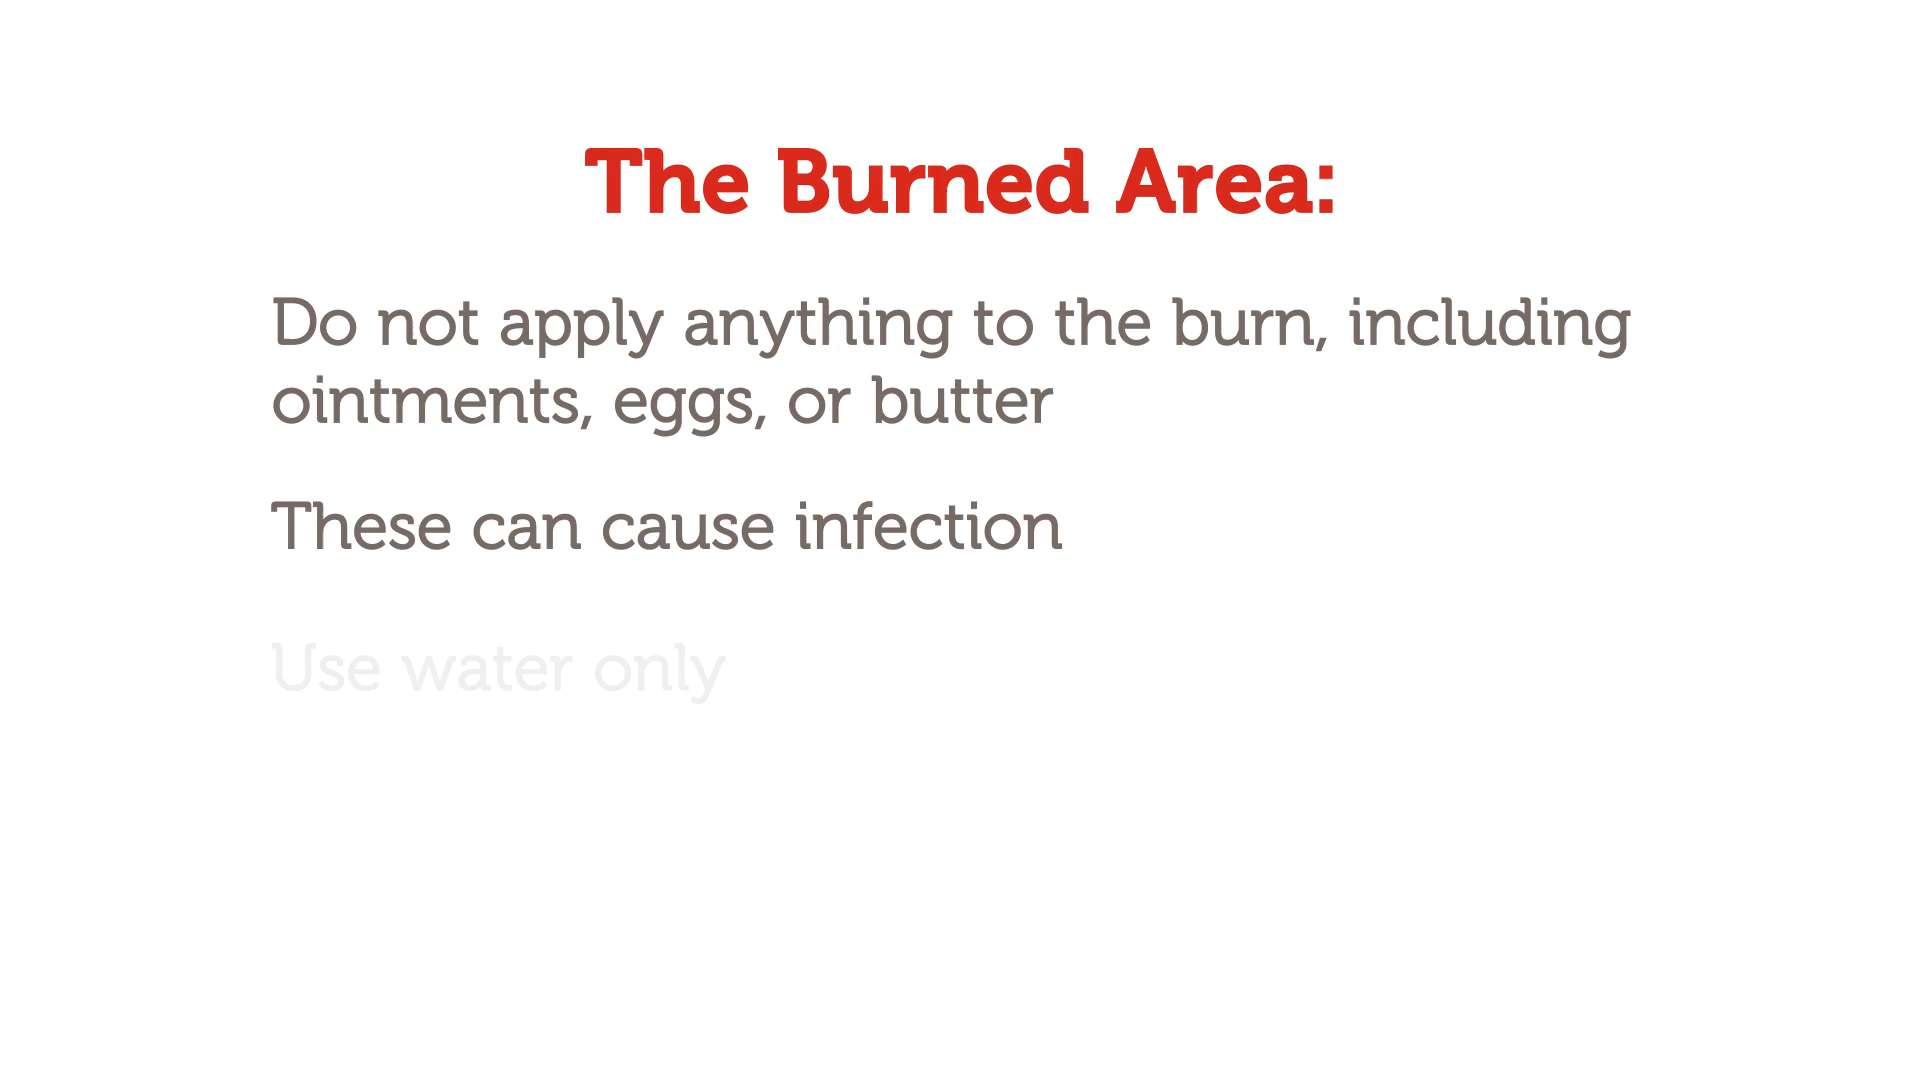 The Burned Area:
Do not apply anything to the burn, including
ointments, eggs, or butter
These can cause infection
Use water only